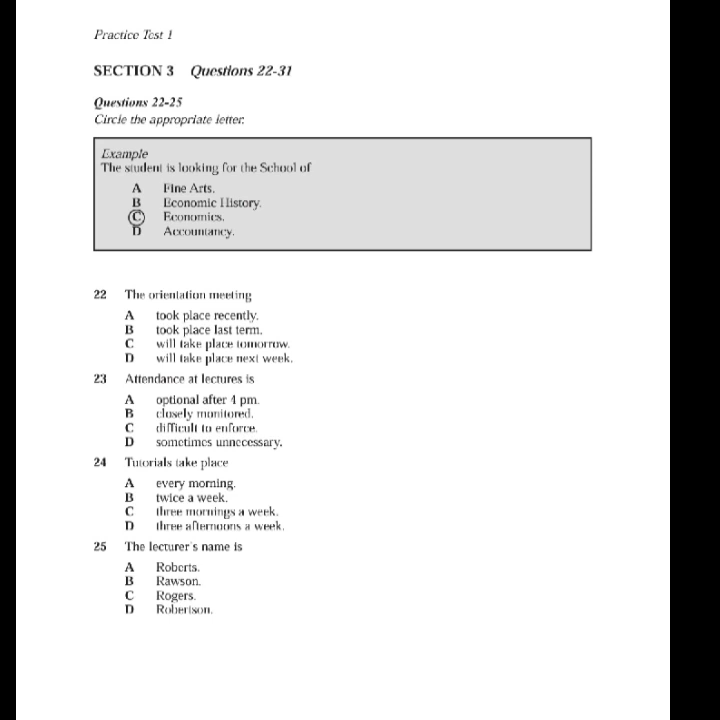 Practice Test 1
SECTION 3 Questions 22-31
Questions 22-25
Circle the appropriate letter.
Example
The student is looking for the School of
A Fine Arts.
B Economic History.
C Economics.
D Accountancy.
22 The orientation meeting
A took place recently.
B took place last term.
C will take place tomorrow.
D will take place next week.
23 Attendance at lectures is
A optional after 4 pm.
B closely monitored.
C difficult to enforce.
D sometimes unnecessary.
24 Tutorials take place
A every morning.
B twice a week.
C three mornings a week.
D three afternoons a week.
25 The lecturer's name is
A Roberts.
B Rawson.
C Rogers.
D Robertson.